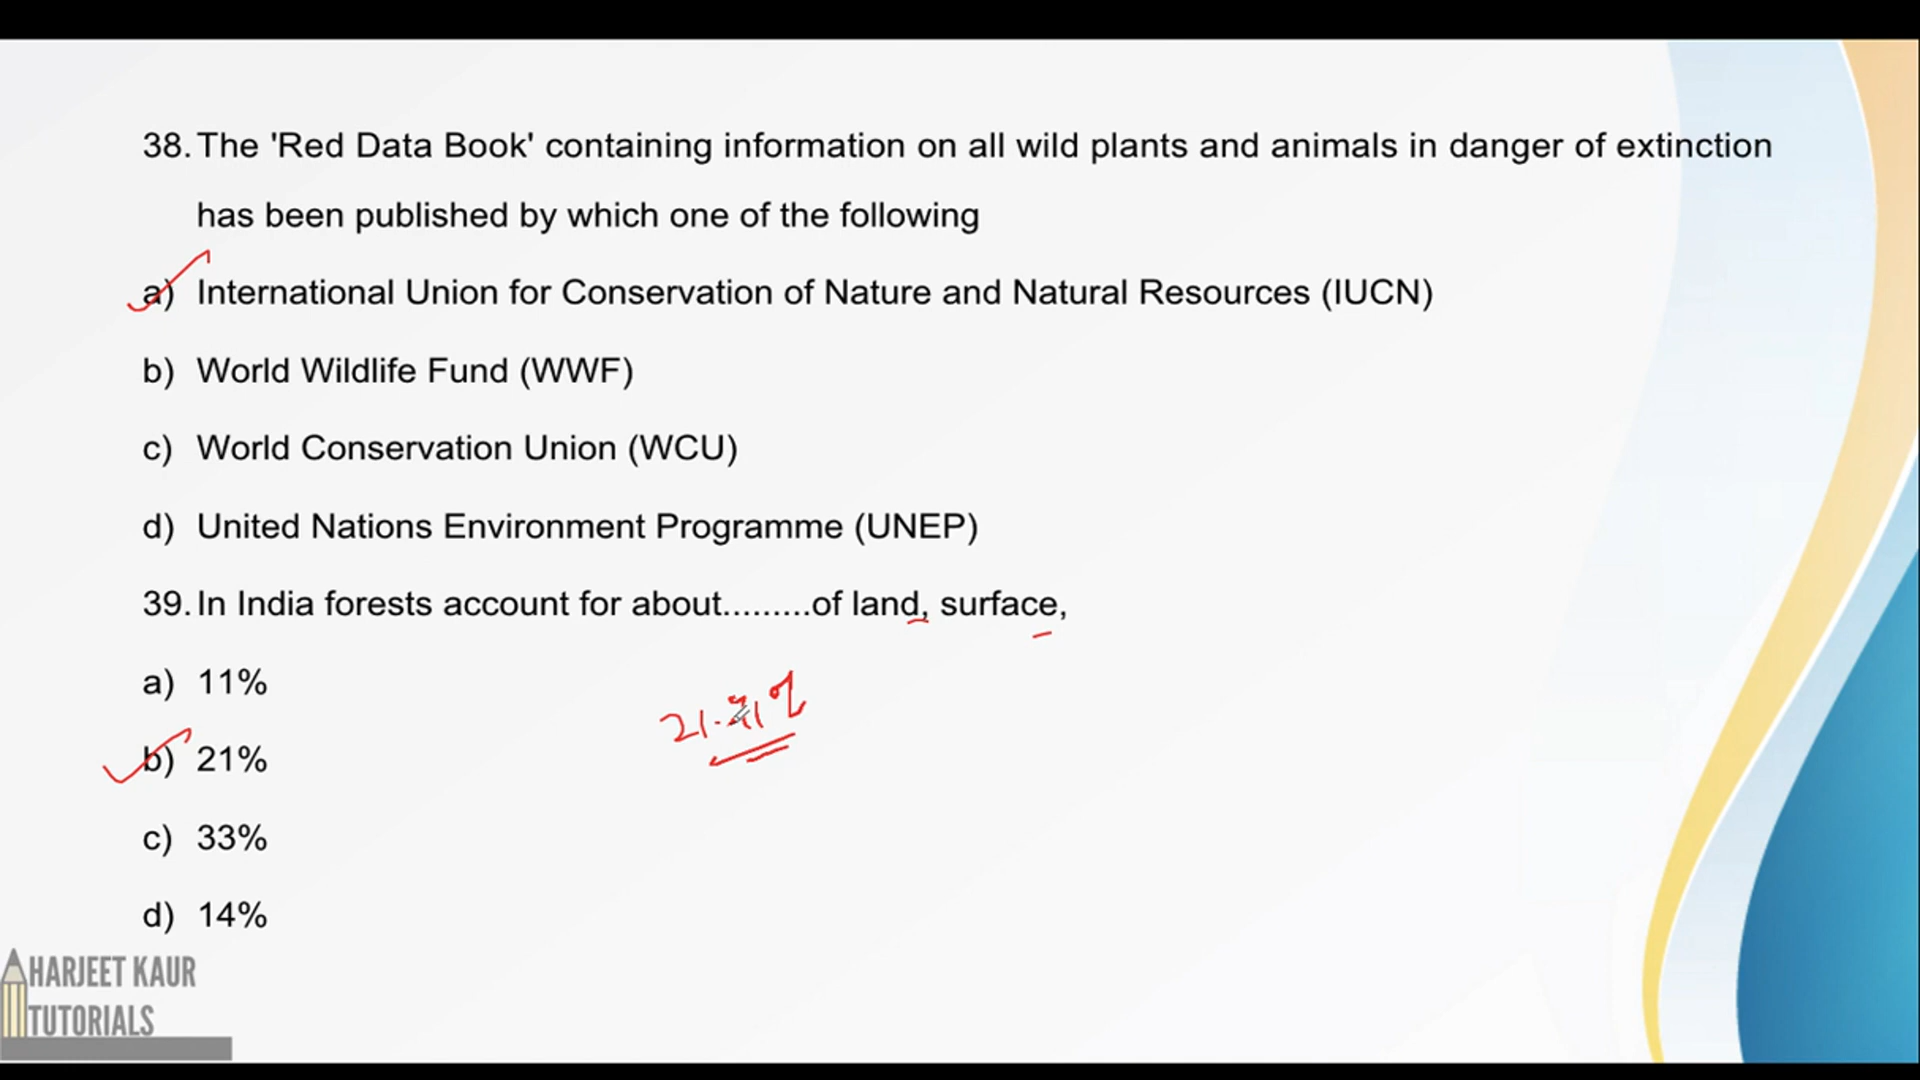 38. The 'Red Data Book' containing information on all wild plants and animals in danger of extinction
has been published by which one of the following
a) International Union for Conservation of Nature and Natural Resources (IUCN)
b) World Wildlife Fund (WWF)
c) World Conservation Union (WCU)
d) United Nations Environment Programme (UNEP)
39. In India forests account for about.........of land, surface,
a) 11%
b) 21%
c) 33%
d) 14%
HARJEET KAUR
TUTORIALS